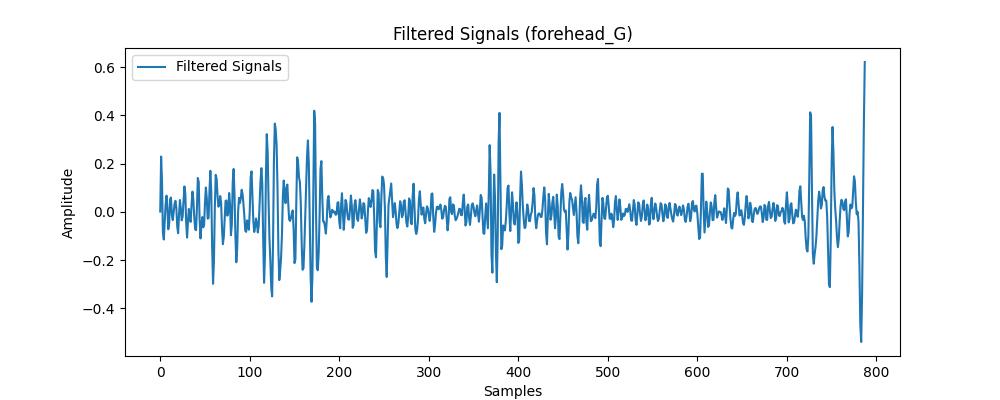 Filtered Signals (forehead_G)
Filtered Signals
0.6
0.4
0.2
0.0
−0.2
−0.4
Amplitude
0 100 200 300 400 500 600 700 800
Samples